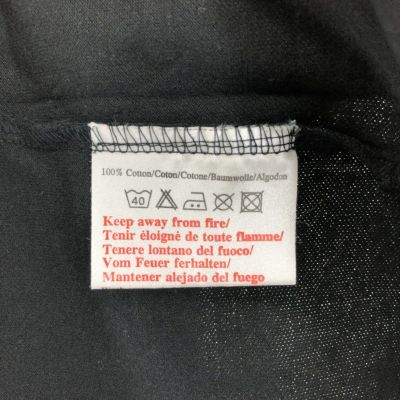 100% Cotton/Coton/Cotone/Baumwolle/Algodon
40
Keep away from fire/
Tenir éloigné de toute flamme/
Tenere lontano del fuoco/
Vom Feuer ferhalten/
Mantener alejado del fuego